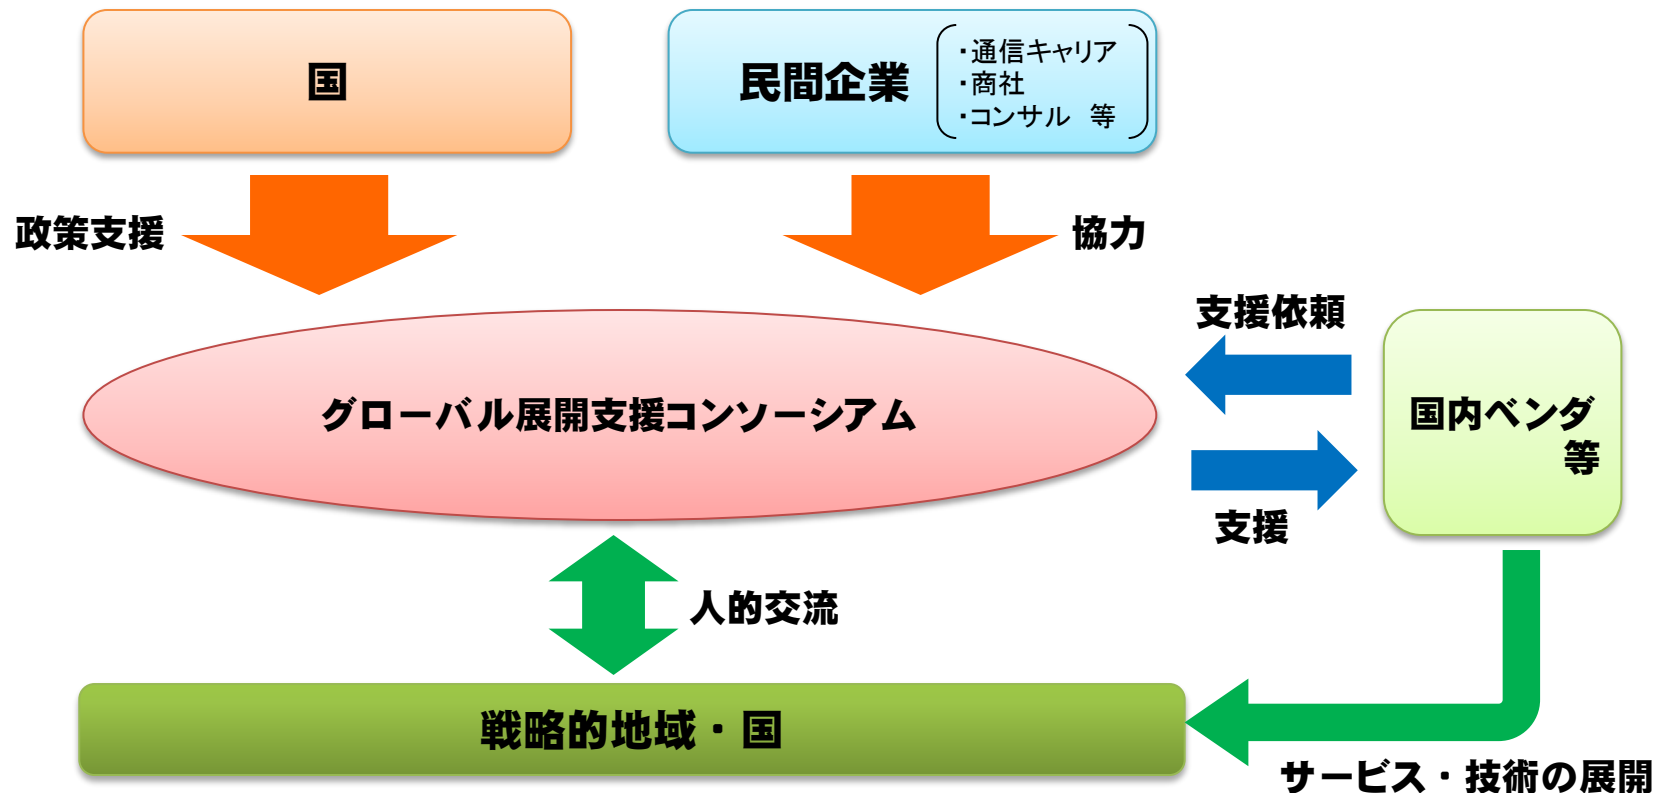 国
民間企業
・通信キャリア
・商社
・コンサル　等
政策支援
協力
支援依頼
グローバル展開支援コンソーシアム
国内ベンダ
等
支援
人的交流
戦略的地域・国
サービス・技術の展開